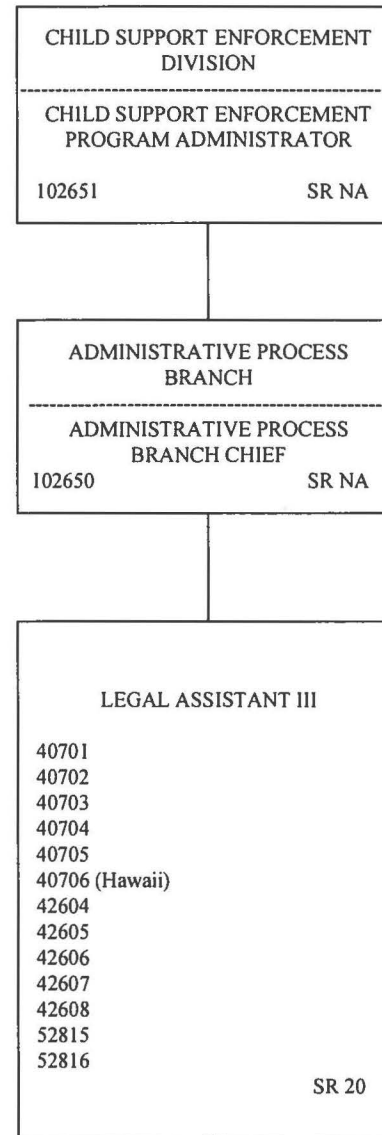 CHILD SUPPORT ENFORCEMENT
DIVISION
CHILD SUPPORT ENFORCEMENT
PROGRAM ADMINISTRATOR
102651 SR NA
ADMINISTRATIVE PROCESS
BRANCH
ADMINISTRATIVE PROCESS
BRANCH CHIEF
102650 SR NA
LEGAL ASSISTANT III
40701
40702
40703
40704
40705
40706 (Hawaii)
42604
42605
42606
42607
42608
52815
52816
SR 20